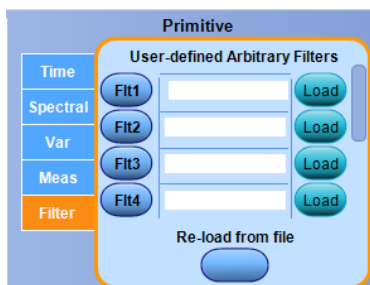 Primitive
User-defined Arbitrary Filters
Time
Spectral
Var
Meas
Filter
Flt1 Load
Flt2 Load
Flt3 Load
Flt4 Load
Re-load from file